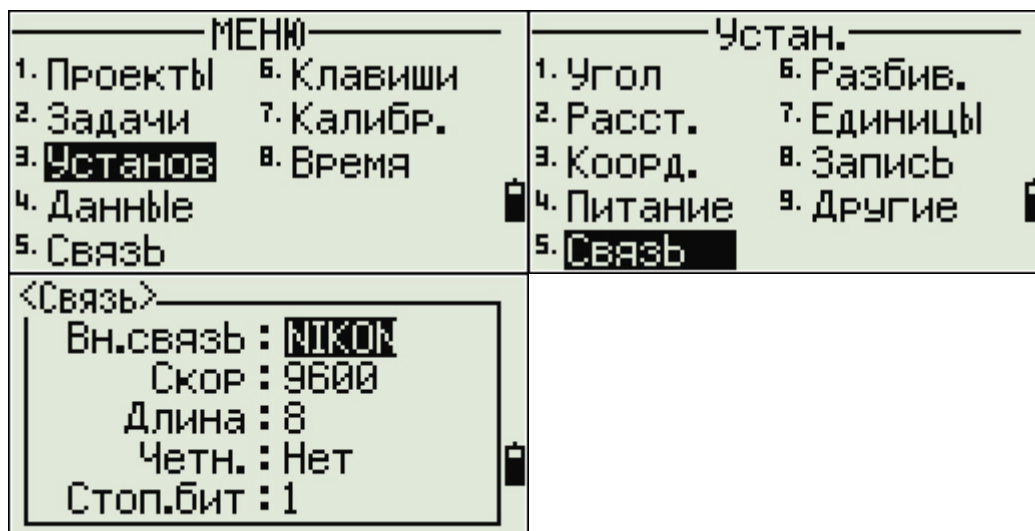 МЕНЮ
1. Проекты 6. Клавиши
2. Задачи 7. Калибр.
3. Установ 8. Время
4. Данные
5. Связь
Устан.
1. Угол 6. Разбив.
2. Расст. 7. Единицы
3. Коорд. 8. Запись
4. Питание 9. Другие
5. Связь
<Связь>
Вн.связь : NIKON
Скор : 9600
Длина : 8
Четн. : Нет
Стоп.бит : 1